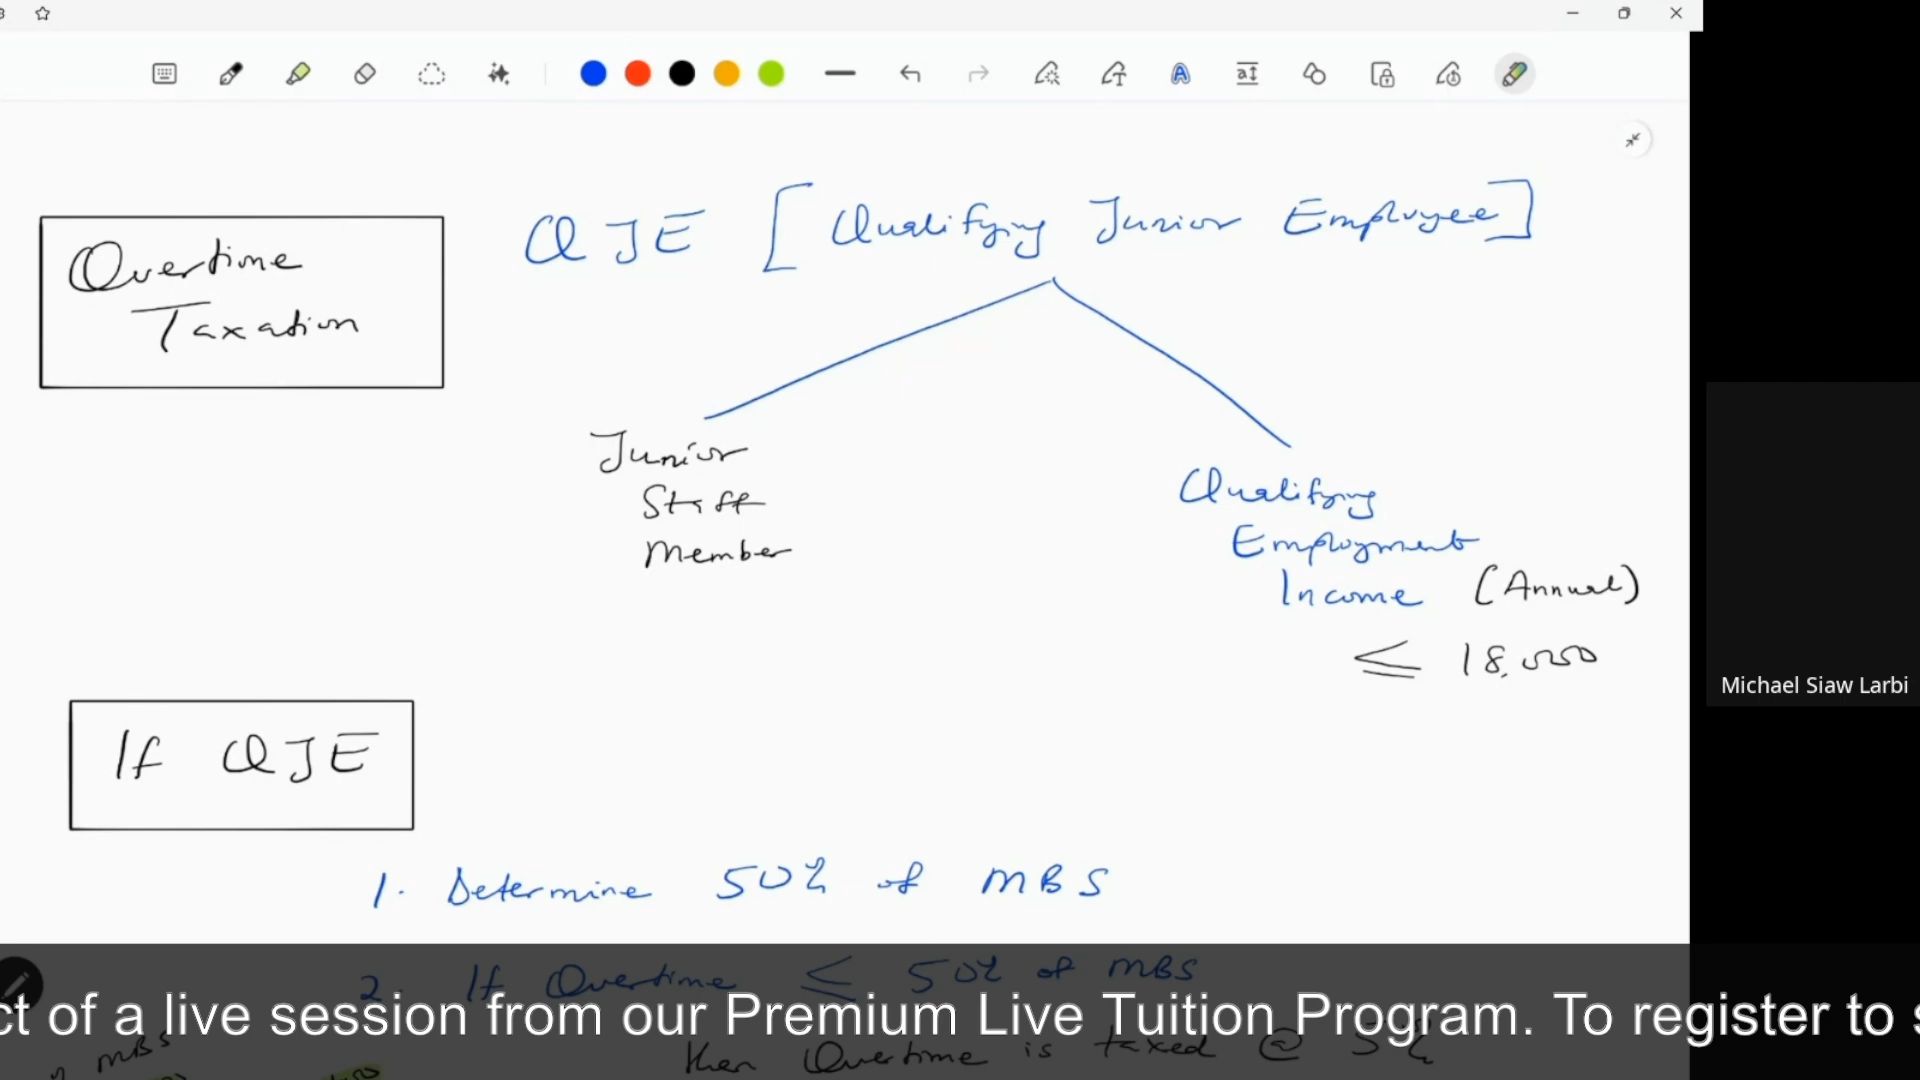 Overtime
Taxation
QJE [Qualifying Junior Employee]
Junior
Staff
Member
Qualifying
Employment
Income (Annual)
≤ 18,000
If QJE
1. Determine 50% of MBS
2. If Overtime ≤ 50% of MBS
then Overtime is taxed @ 5%
MBS
ct of a live session from our Premium Live Tuition Program. To register to s
Michael Siaw Larbi